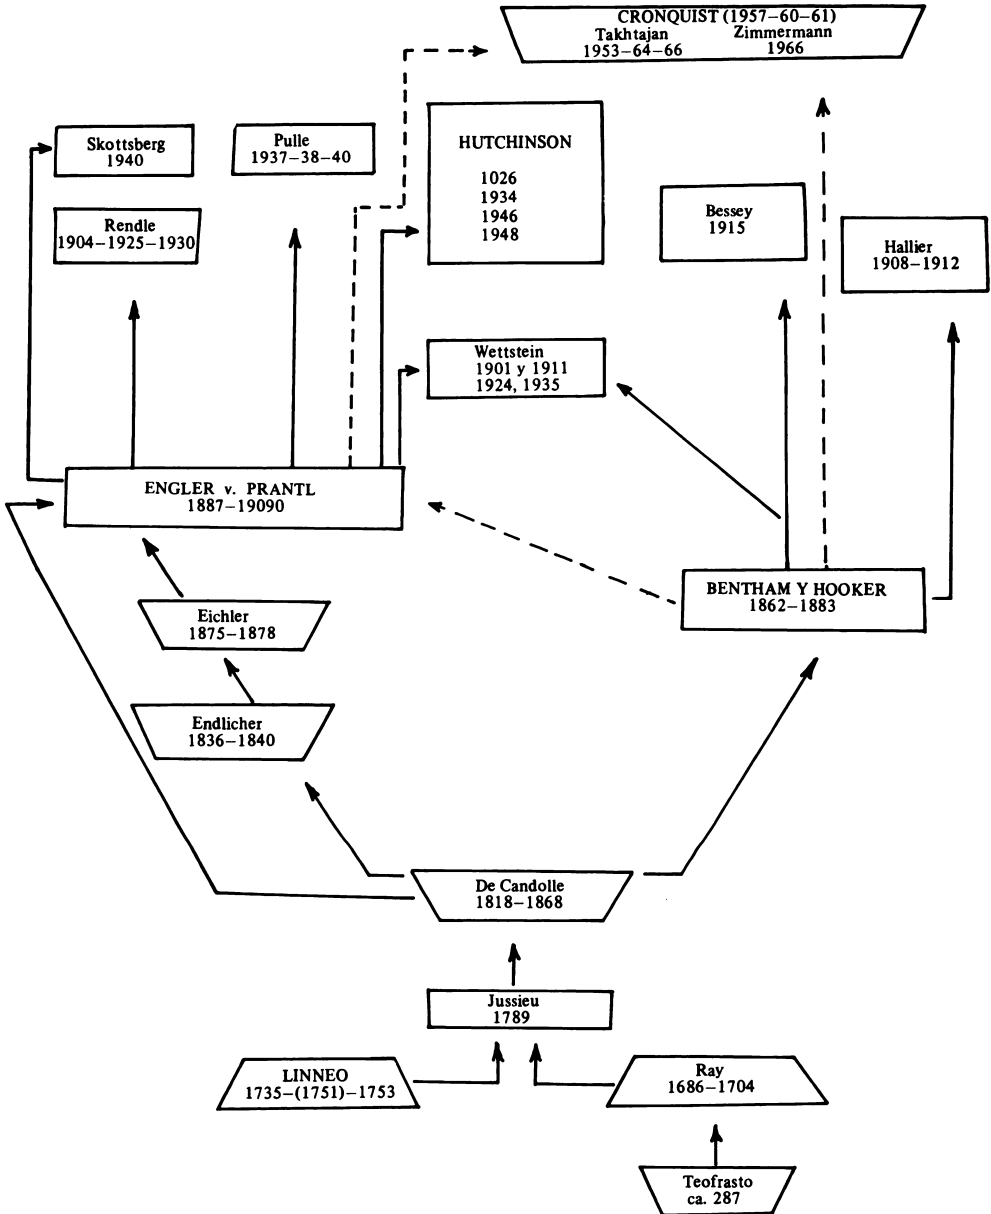 CRONQUIST (1957–60–61)
Takhtajan Zimmermann
1953–64–66 1966
Skottsberg
1940
Pulle
1937–38–40
HUTCHINSON
1026
1934
1946
1948
Rendle
1904–1925–1930
Bessey
1915
Hallier
1908–1912
Wettstein
1901 y 1911
1924, 1935
ENGLER v. PRANTL
1887–19090
BENTHAM Y HOOKER
1862–1883
Eichler
1875–1878
Endlicher
1836–1840
De Candolle
1818–1868
Jussieu
1789
LINNEO
1735–(1751)–1753
Ray
1686–1704
Teofrasto
ca. 287